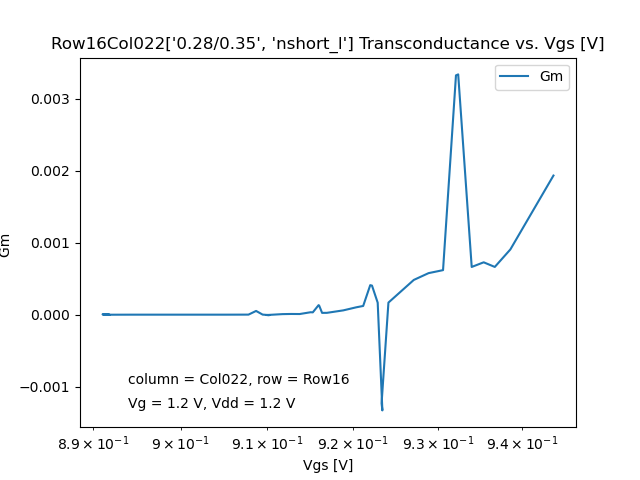 Row16Col022['0.28/0.35', 'nshort_l'] Transconductance vs. Vgs [V]
Gm
0.003
0.002
0.001
0.000
−0.001
Gm
column = Col022, row = Row16
Vg = 1.2 V, Vdd = 1.2 V
8.9 × 10⁻¹ 9 × 10⁻¹ 9.1 × 10⁻¹ 9.2 × 10⁻¹ 9.3 × 10⁻¹ 9.4 × 10⁻¹
Vgs [V]